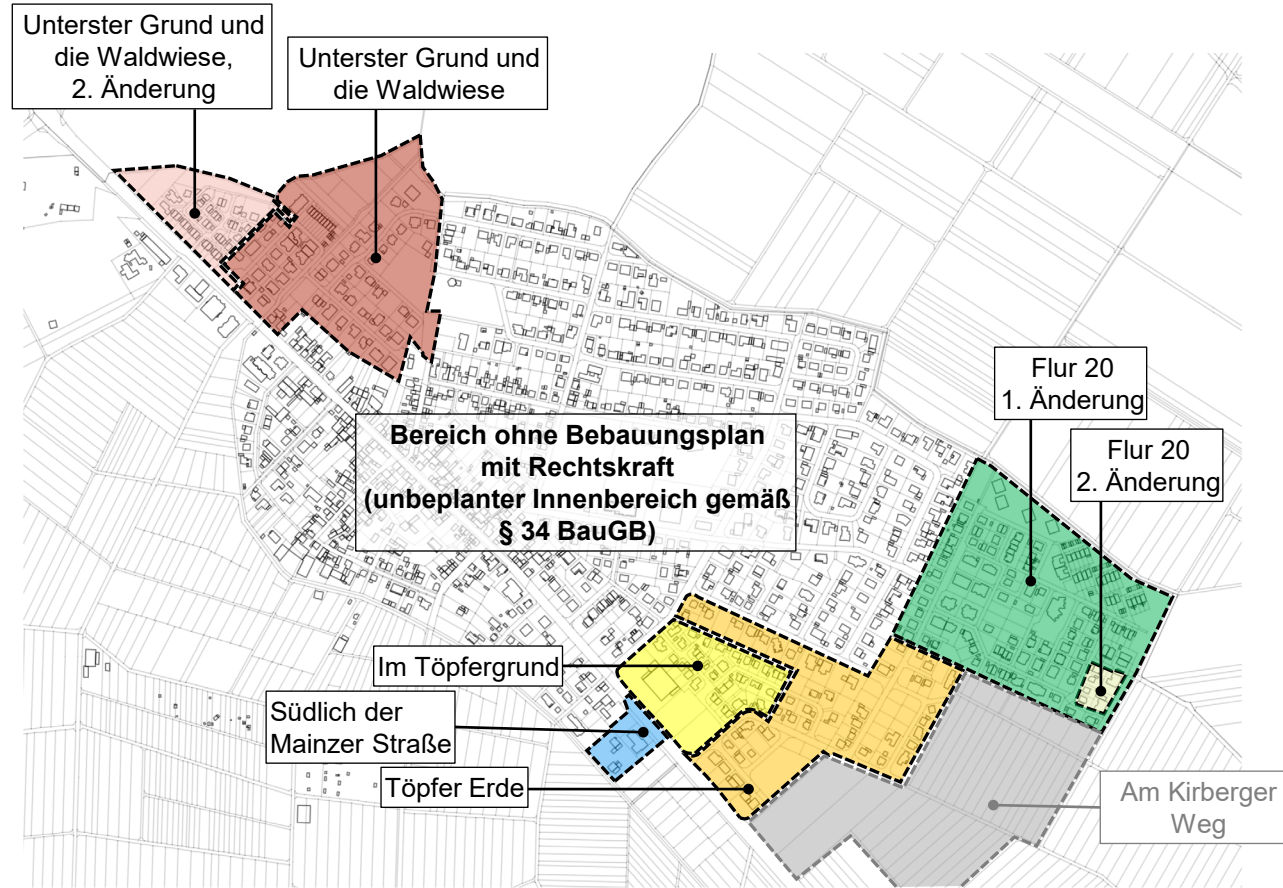 Unterster Grund und
die Waldwiese,
2. Änderung
Unterster Grund und
die Waldwiese
Flur 20
1. Änderung
Flur 20
2. Änderung
Bereich ohne Bebauungsplan
mit Rechtskraft
(unbeplanter Innenbereich gemäß
§ 34 BauGB)
Im Töpfergrund
Südlich der
Mainzer Straße
Töpfer Erde
Am Kirberger
Weg